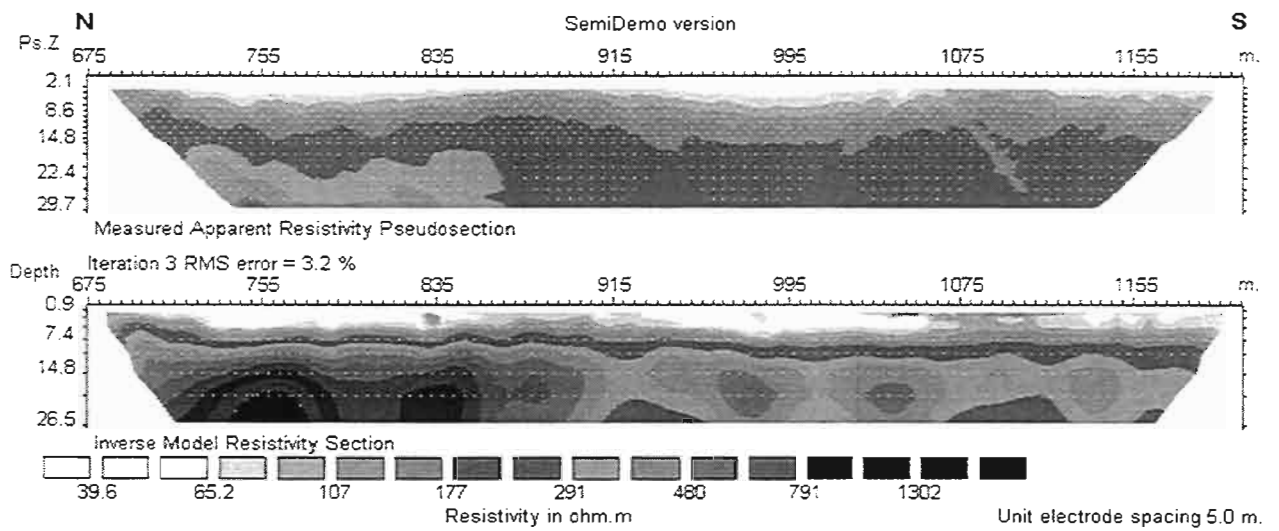 N SemiDemo version S
Ps.Z 675 755 835 915 995 1075 1155 m.
2.1
8.6
14.8
22.4
29.7
Measured Apparent Resistivity Pseudosection
Iteration 3 RMS error = 3.2 %
Depth 675 755 835 915 995 1075 1155 m.
0.9
7.4
14.8
26.5
Inverse Model Resistivity Section
39.6 65.2 107 177 291 480 791 1302
Resistivity in ohm.m Unit electrode spacing 5.0 m.